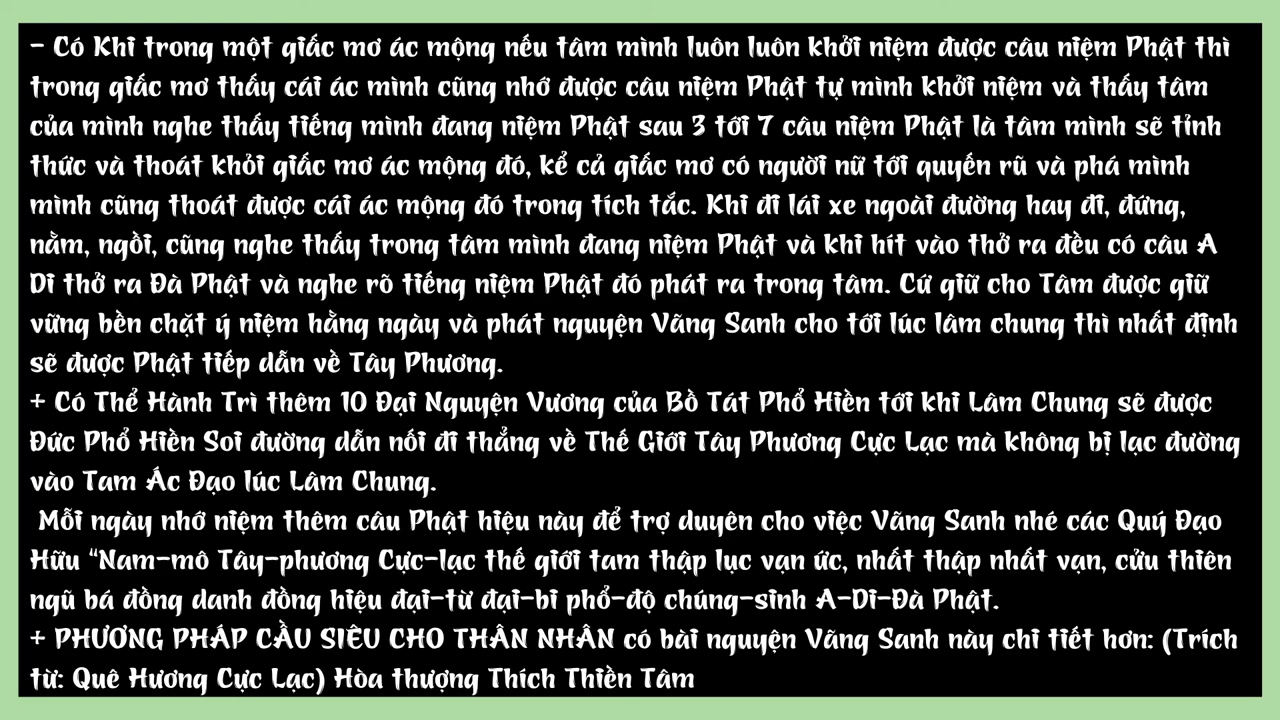 - Có Khi trong một giấc mơ ác mộng nếu tâm mình luôn luôn khởi niệm được câu niệm Phật thì
trong giấc mơ thấy cái ác mình cũng nhớ được câu niệm Phật tự mình khởi niệm và thấy tâm
của mình nghe thấy tiếng mình đang niệm Phật sau 3 tới 7 câu niệm Phật là tâm mình sẽ tỉnh
thức và thoát khỏi giấc mơ ác mộng đó, kể cả giấc mơ có người nữ tới quyến rũ và phá mình
mình cũng thoát được cái ác mộng đó trong tích tắc. Khi đi lái xe ngoài đường hay đi, đứng,
nằm, ngồi, cũng nghe thấy trong tâm mình đang niệm Phật và khi hít vào thở ra đều có câu A
Di thở ra Đà Phật và nghe rõ tiếng niệm Phật đó phát ra trong tâm. Cứ giữ cho Tâm được giữ
vững bền chặt ý niệm hằng ngày và phát nguyện Vãng Sanh cho tới lúc lâm chung thì nhất định
sẽ được Phật tiếp dẫn về Tây Phương.
+ Có Thể Hành Trì thêm 10 Đại Nguyện Vương của Bồ Tát Phổ Hiền tới khi Lâm Chung sẽ được
Đức Phổ Hiền Soi đường dẫn nối đi thẳng về Thế Giới Tây Phương Cực Lạc mà không bị lạc đường
vào Tam Ác Đạo lúc Lâm Chung.
Mỗi ngày nhớ niệm thêm câu Phật hiệu này để trợ duyên cho việc Vãng Sanh nhé các Quý Đạo
Hữu “Nam-mô Tây-phương Cực-lạc thế giới tam thập lục vạn ức, nhất thập nhất vạn, cửu thiên
ngũ bá đồng danh đồng hiệu đại-từ đại-bi phổ-độ chúng-sinh A-Di-Đà Phật.
+ PHƯƠNG PHÁP CẦU SIÊU CHO THÂN NHÂN có bài nguyện Vãng Sanh này chi tiết hơn: (Trích
từ: Quê Hương Cực Lạc) Hòa thượng Thích Thiền Tâm